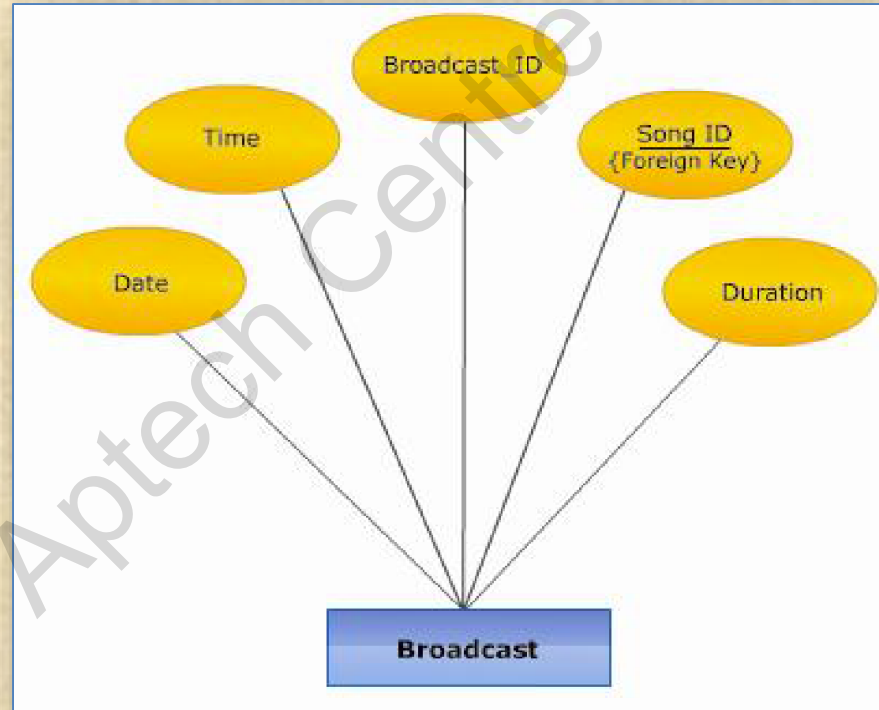 Broadcast_ID
Time
Song ID
{Foreign Key}
Date
Duration
Broadcast
Aptech Centre